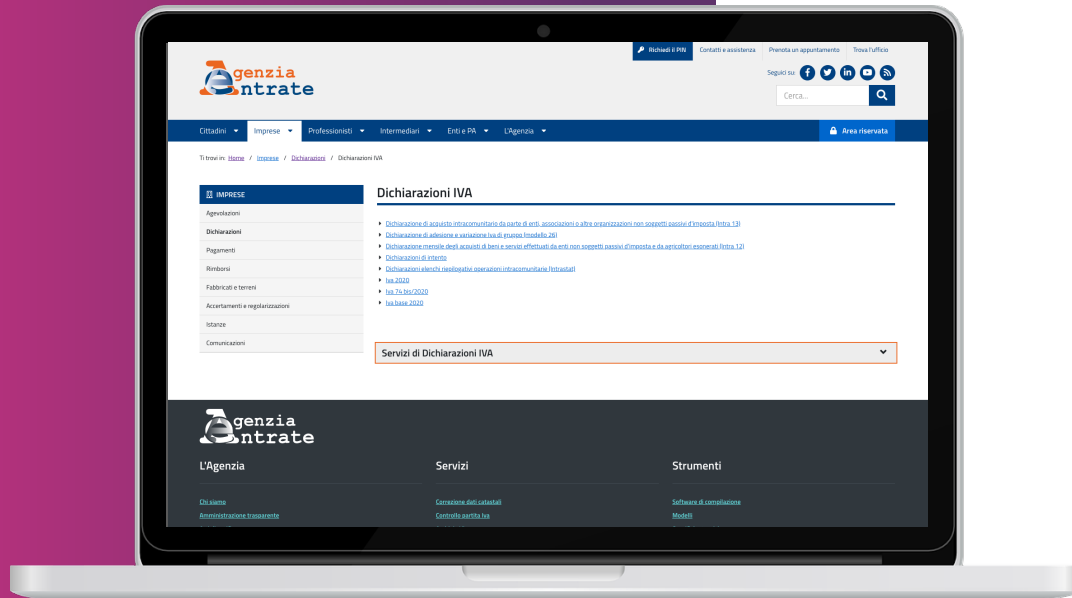 Richiedi il PIN
Contatti e assistenza
Prenota un appuntamento
Trova l'ufficio
Agenzia
Entrate
Seguici su
Cerca...
Cittadini
Imprese
Professionisti
Intermediari
Enti e PA
L'Agenzia
Area riservata
Ti trovi in: Home / Imprese / Dichiarazioni / Dichiarazioni IVA
IMPRESE
Agevolazioni
Dichiarazioni
Pagamenti
Rimborsi
Fabbricati e terreni
Accertamenti e regolarizzazioni
Istanze
Comunicazioni
Dichiarazioni IVA
Dichiarazione di acquisto intracomunitario da parte di enti, associazioni o altre organizzazioni non soggetti passivi d'imposta (Intra 13)
Dichiarazione di adesione e variazione Iva di gruppo (modello 26)
Dichiarazione mensile degli acquisti di beni e servizi effettuati da enti non soggetti passivi d'imposta e da agricoltori esonerati (Intra 12)
Dichiarazioni di intento
Dichiarazioni elenchi riepilogativi operazioni intracomunitarie (Intrastat)
Iva 2020
Iva 74 bis/2020
Iva base 2020
Servizi di Dichiarazioni IVA
Agenzia
Entrate
L'Agenzia
Servizi
Strumenti
Chi siamo
Correzione dati catastali
Software di compilazione
Amministrazione trasparente
Controllo partita Iva
Modelli